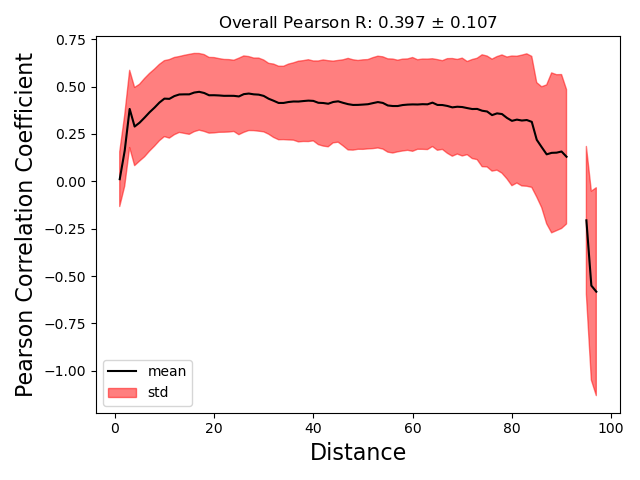 Overall Pearson R: 0.397 ± 0.107
Pearson Correlation Coefficient
0.75
0.50
0.25
0.00
−0.25
−0.50
−0.75
−1.00
mean
std
0 20 40 60 80 100
Distance